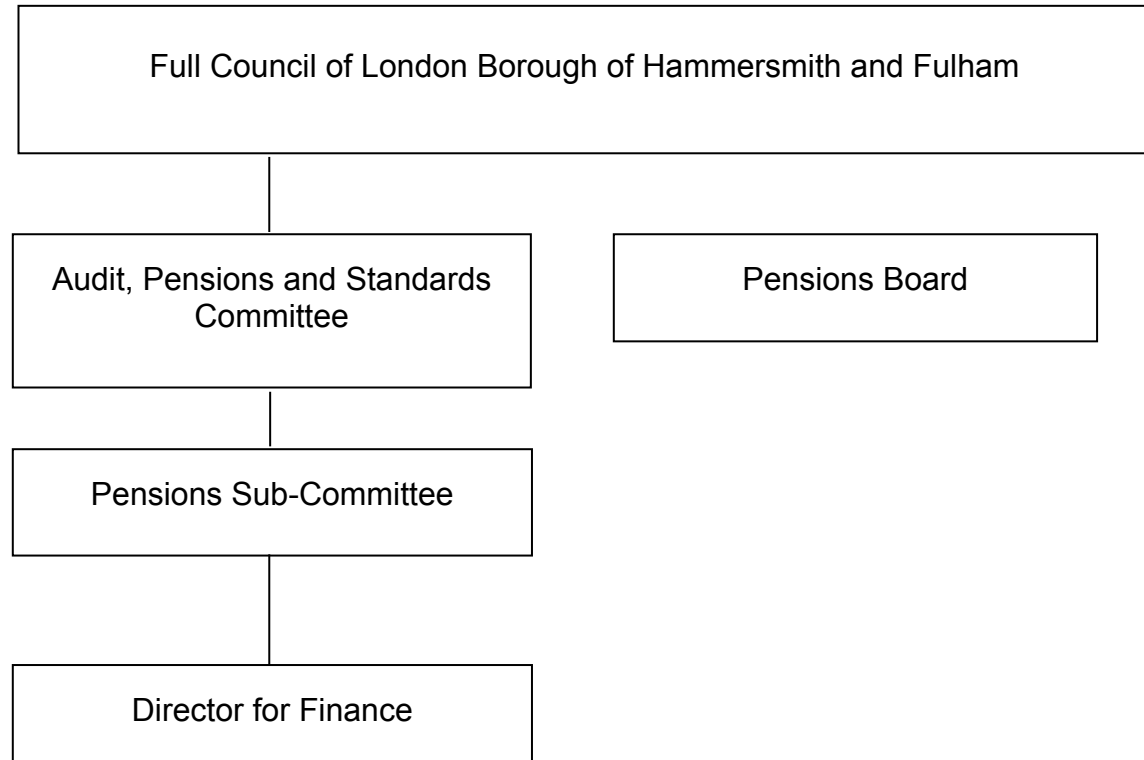 Full Council of London Borough of Hammersmith and Fulham
Audit, Pensions and Standards
Committee
Pensions Board
Pensions Sub-Committee
Director for Finance